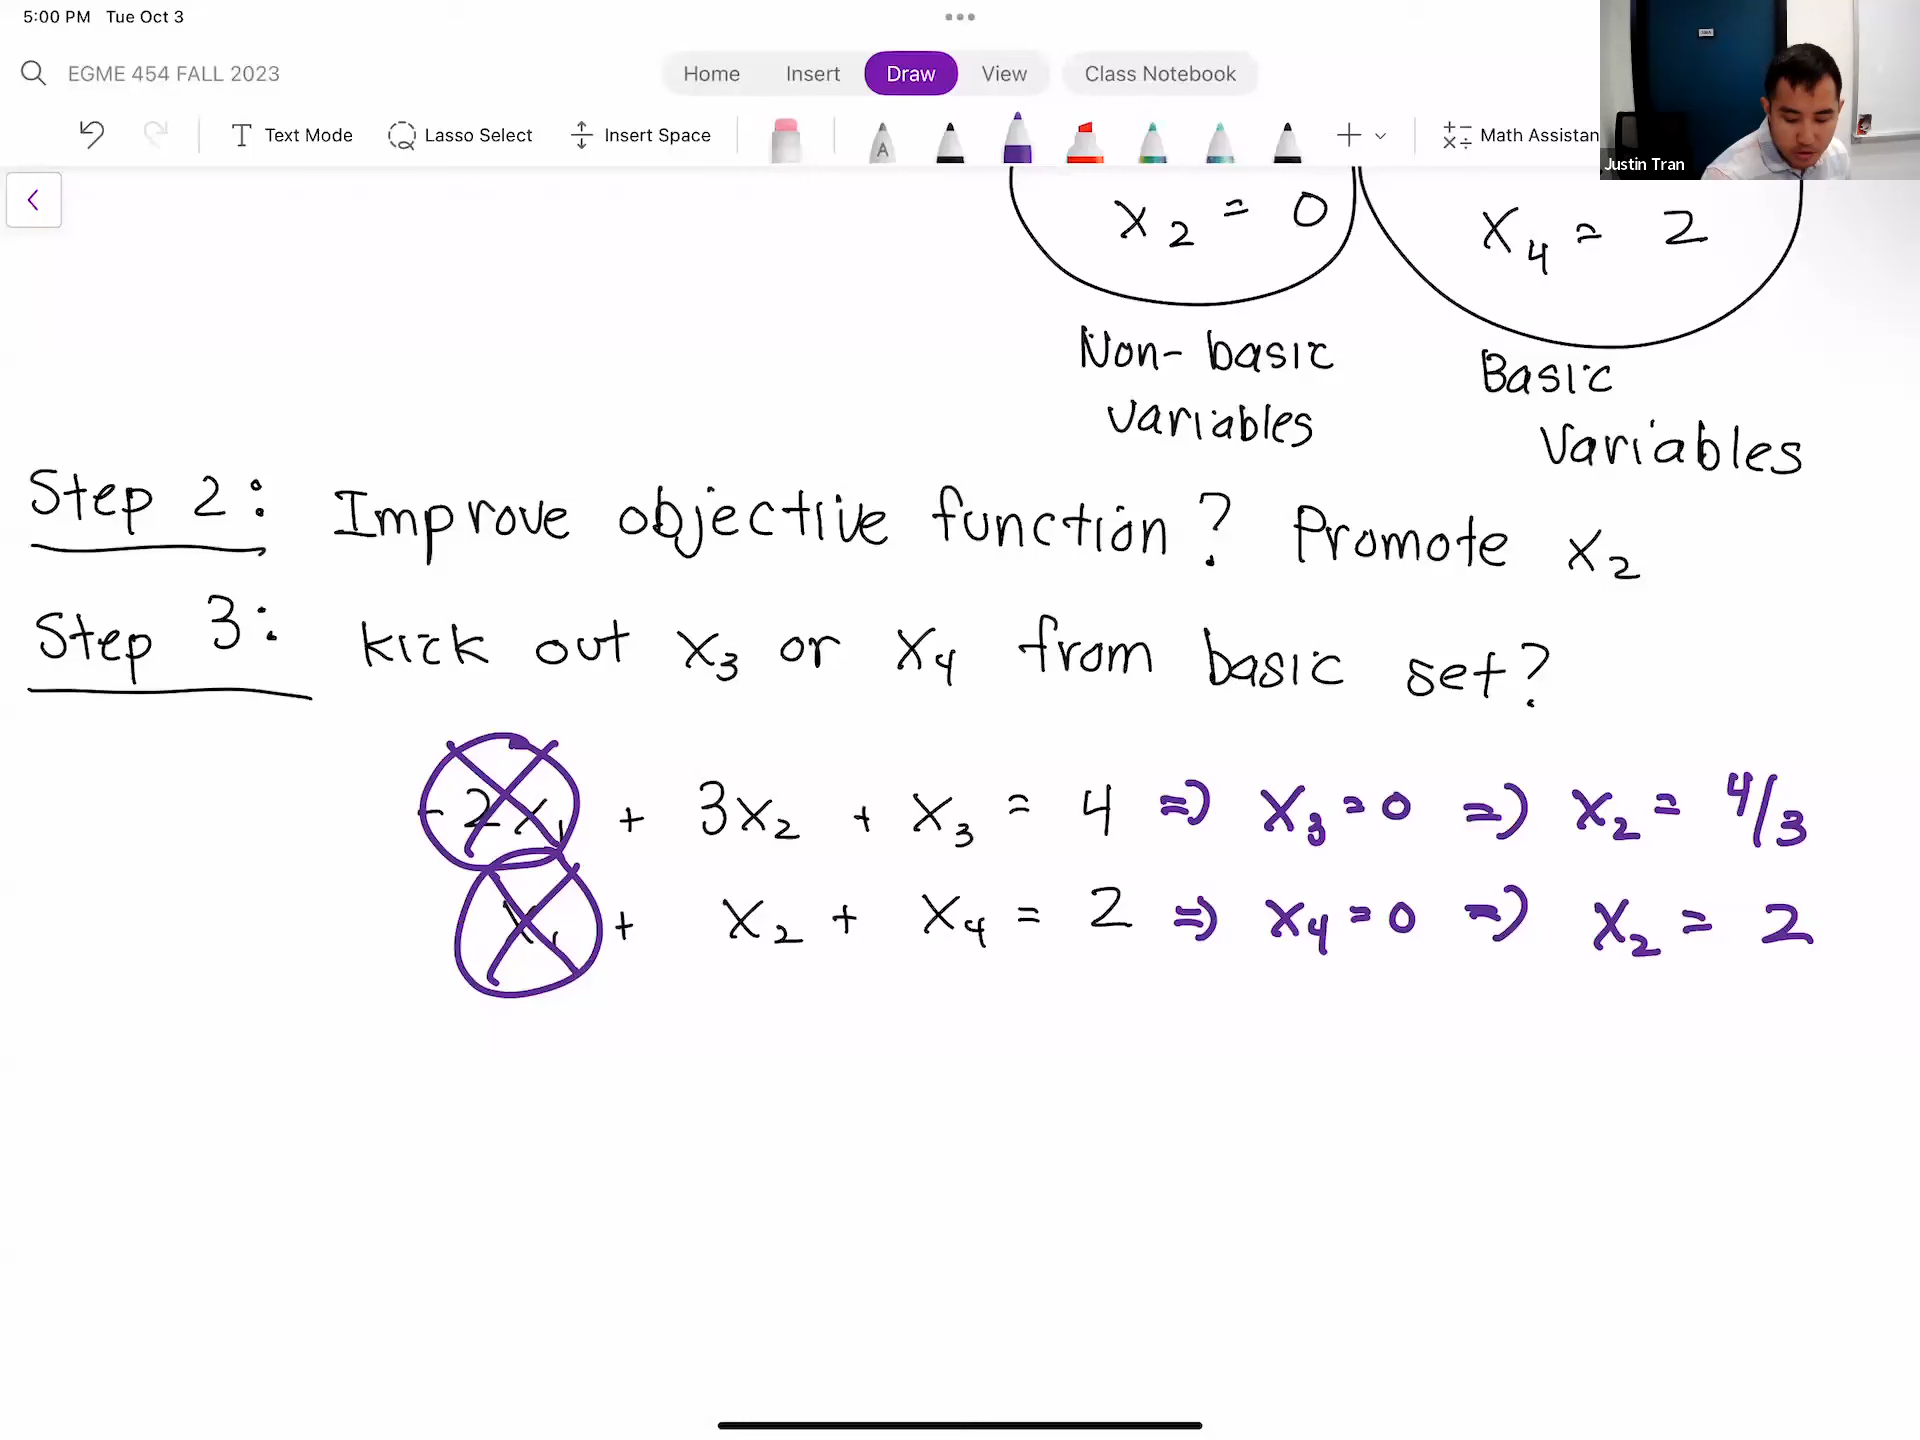 5:00 PM Tue Oct 3
EGME 454 FALL 2023
Home Insert Draw View Class Notebook
Text Mode Lasso Select Insert Space A Math Assistan
Justin Tran
x₂ = 0 x₄ = 2
Non-basic variables
Basic Variables
Step 2: Improve objective function? Promote x₂
Step 3: kick out x₃ or x₄ from basic set?
-2x₁ + 3x₂ + x₃ = 4 => x₃ = 0 => x₂ = 4/3
x₁ + x₂ + x₄ = 2 => x₄ = 0 => x₂ = 2